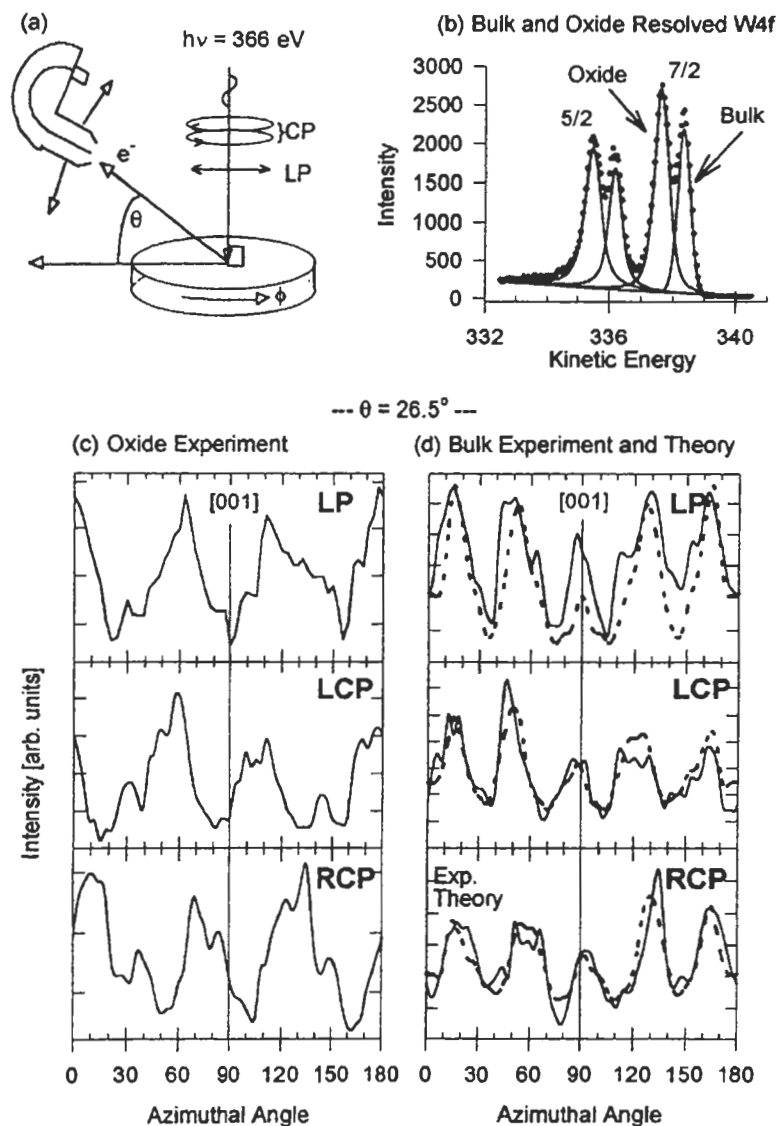 (a)
hν = 366 eV
}CP
LP
e-
θ
ϕ
(b) Bulk and Oxide Resolved W4f
Intensity
3000
2500
2000
1500
1000
500
0
Oxide
7/2
5/2
Bulk
332
336
340
Kinetic Energy
--- θ = 26.5° ---
(c) Oxide Experiment
(d) Bulk Experiment and Theory
[001]
LP
[001]
LP
LCP
LCP
Intensity [arb. units]
RCP
Exp.
Theory
RCP
0 30 60 90 120 150 180
0 30 60 90 120 150 180
Azimuthal Angle
Azimuthal Angle